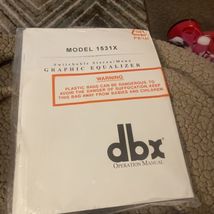 MODEL 1531X
Switchable Stereo/Mono
GRAPHIC EQUALIZER
WARNING
PLASTIC BAGS CAN BE DANGEROUS. TO
AVOID THE DANGER OF SUFFOCATION, KEEP
THIS BAG AWAY FROM BABIES AND CHILDREN.
dbx
OPERATION MANUAL